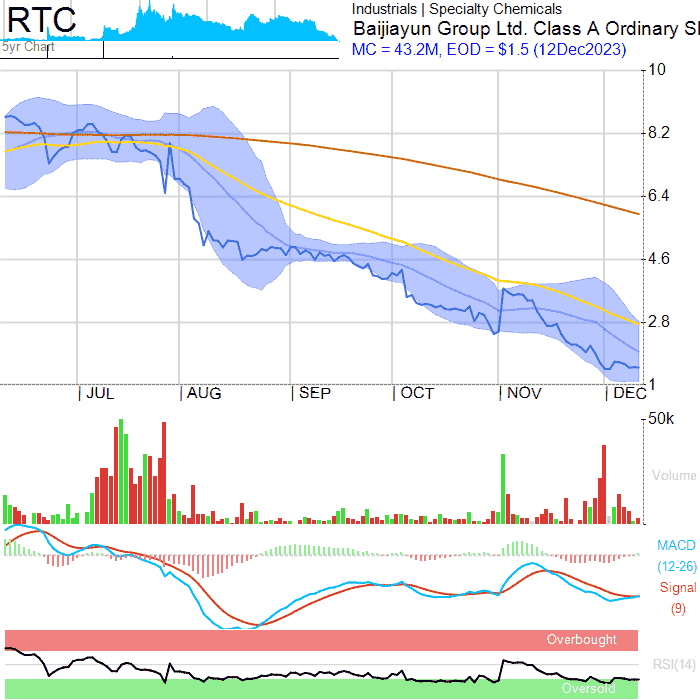 RTC
5yr Chart
Industrials | Specialty Chemicals
Baijiayun Group Ltd. Class A Ordinary Sl
MC = 43.2M, EOD = $1.5 (12Dec2023)
10
8.2
6.4
4.6
2.8
1
| JUL | AUG | SEP | OCT | NOV | DEC
50k
Volume
MACD
(12-26)
Signal
(9)
Overbought
RSI(14)
Oversold